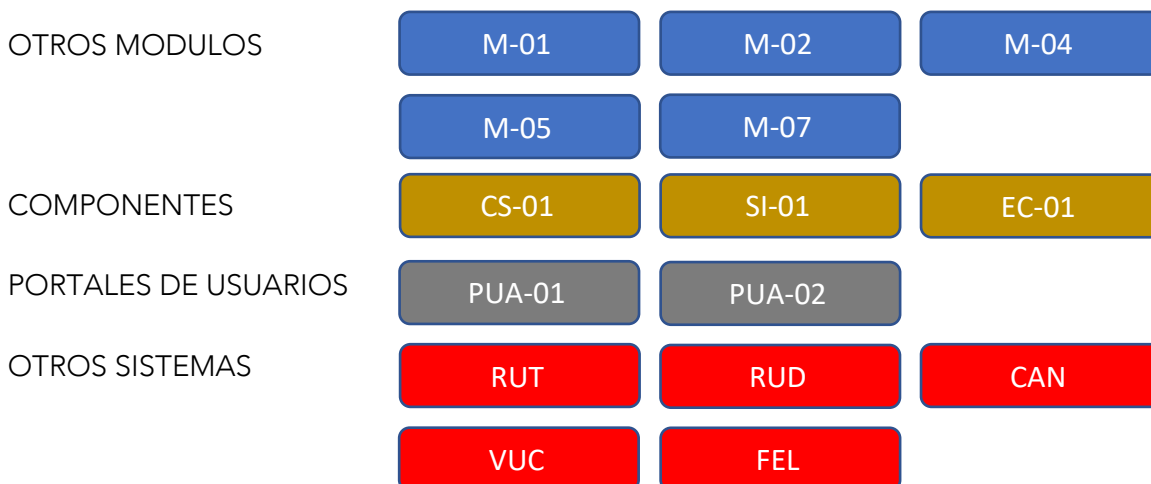 OTROS MODULOS M-01 M-02 M-04
M-05 M-07
COMPONENTES CS-01 SI-01 EC-01
PORTALES DE USUARIOS PUA-01 PUA-02
OTROS SISTEMAS RUT RUD CAN
VUC FEL